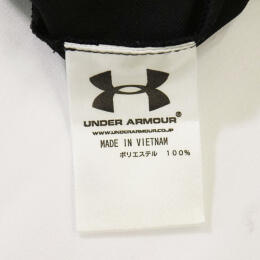 UNDER ARMOUR®
WWW.UNDERARMOUR.CO.JP
MADE IN VIETNAM
ポリエステル 100%